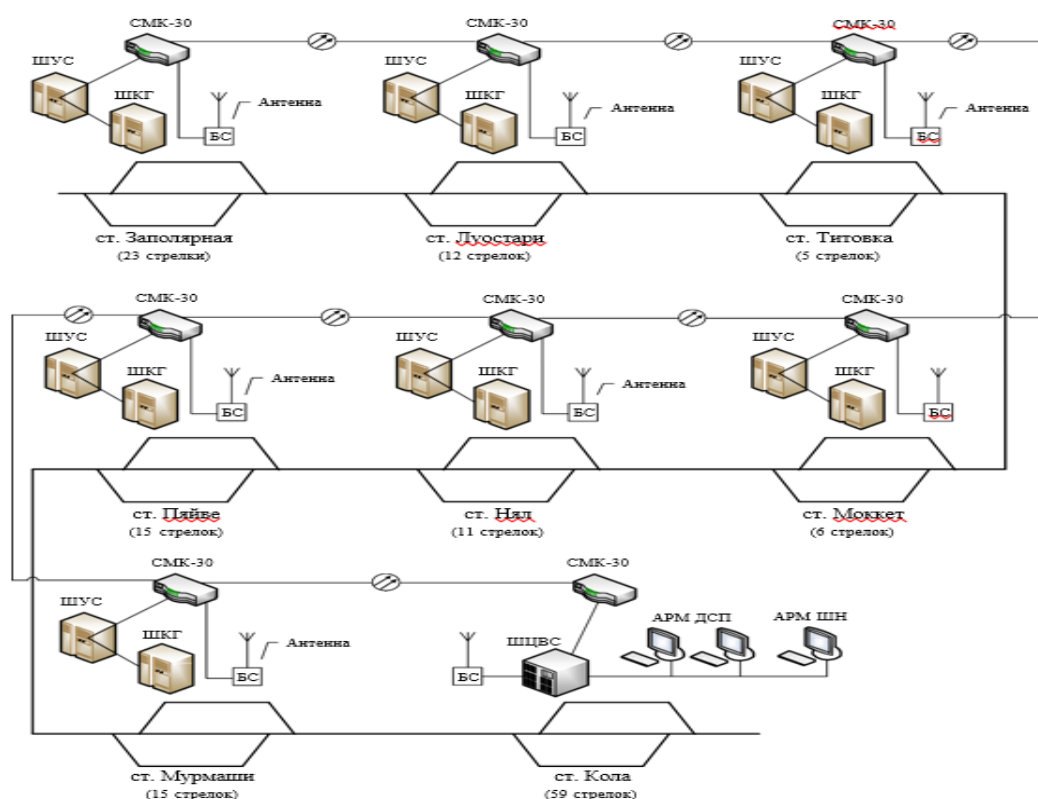 СМК-30
СМК-30
СМК-30
ШУС
ШКГ
БС
Антенна
ШУС
ШКГ
БС
Антенна
ШУС
ШКГ
БС
Антенна
ст. Заполярная
(23 стрелки)
ст. Луостари
(12 стрелок)
ст. Титовка
(5 стрелок)
СМК-30
СМК-30
СМК-30
ШУС
ШКГ
БС
Антенна
ШУС
ШКГ
БС
Антенна
ШУС
ШКГ
БС
ст. Пяйве
(15 стрелок)
ст. Нял
(11 стрелок)
ст. Моккет
(6 стрелок)
СМК-30
СМК-30
ШУС
ШКГ
БС
Антенна
БС
ШЦВС
АРМ ДСП
АРМ ШН
ст. Мурмаши
(15 стрелок)
ст. Кола
(59 стрелок)